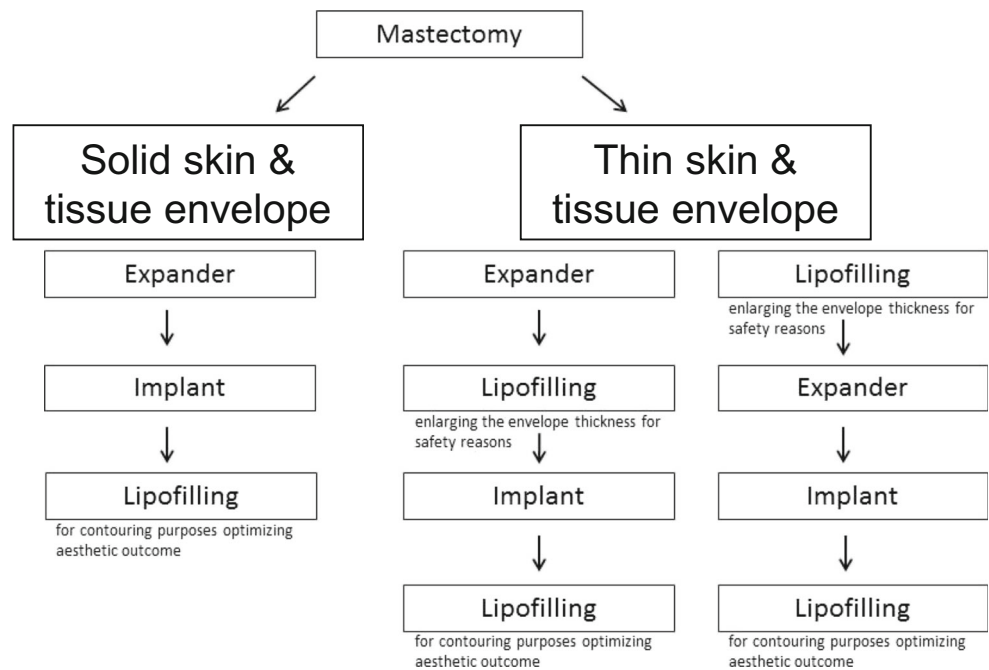 Mastectomy
Solid skin &
tissue envelope
Expander
Implant
Lipofilling
for contouring purposes optimizing
aesthetic outcome
Thin skin &
tissue envelope
Expander
Lipofilling
enlarging the envelope thickness for
safety reasons
Implant
Lipofilling
for contouring purposes optimizing
aesthetic outcome
Lipofilling
enlarging the envelope thickness for
safety reasons
Expander
Implant
Lipofilling
for contouring purposes optimizing
aesthetic outcome